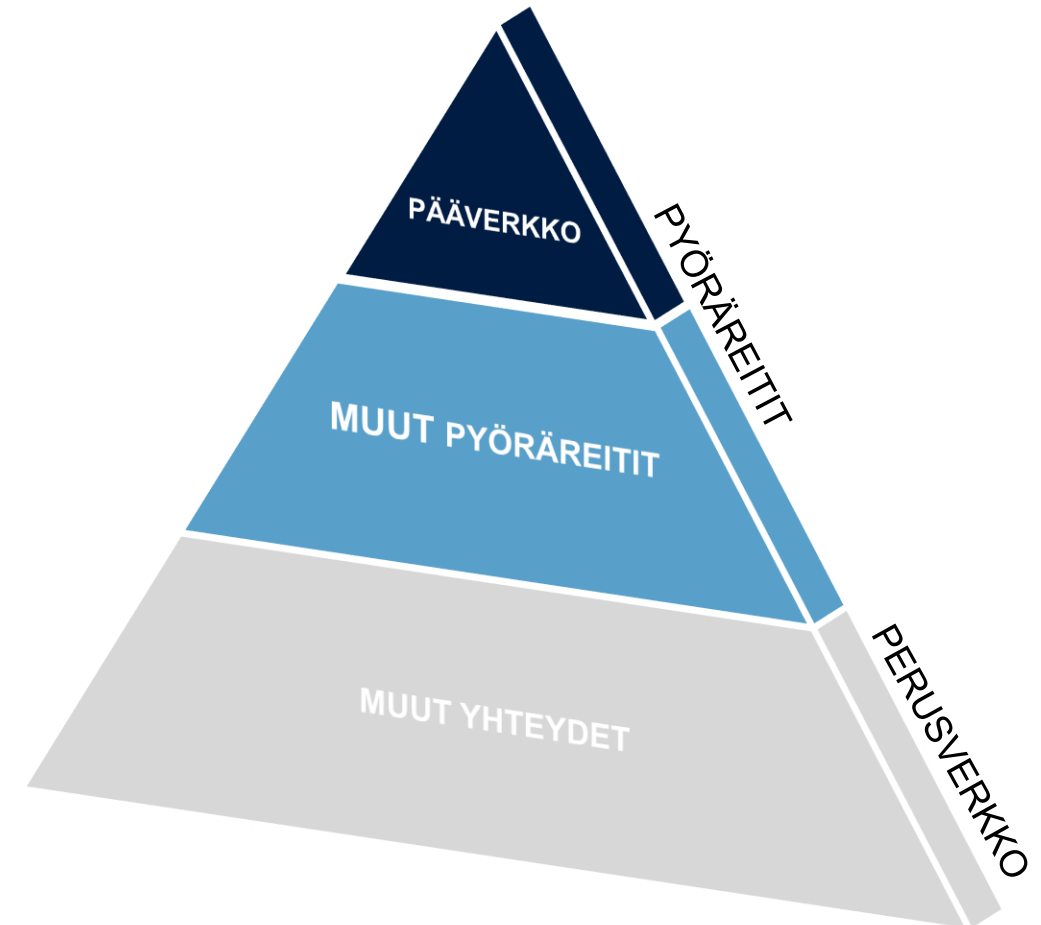 PÄÄVERKKO
PYÖRÄREITIT
MUUT PYÖRÄREITIT
MUUT YHTEYDET
PERUSVERKKO